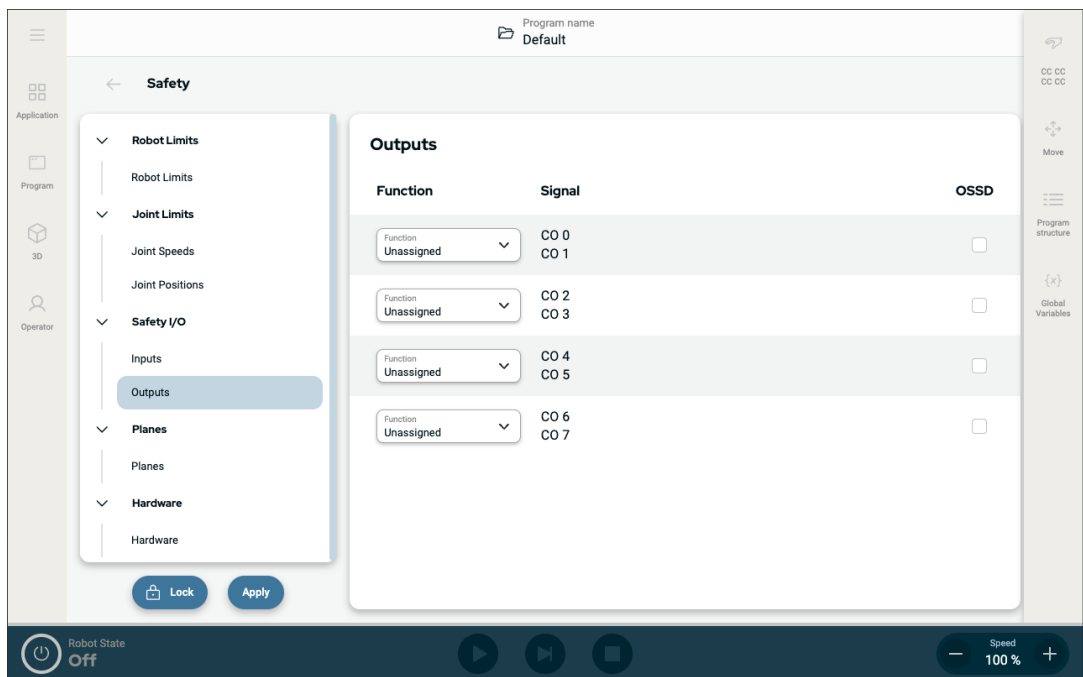 Program name
Default
Application
Program
3D
Operator
Safety
Robot Limits
Robot Limits
Joint Limits
Joint Speeds
Joint Positions
Safety I/O
Inputs
Outputs
Planes
Planes
Hardware
Hardware
Lock
Apply
Outputs
Function Signal OSSD
Function
Unassigned
CO 0
CO 1
Function
Unassigned
CO 2
CO 3
Function
Unassigned
CO 4
CO 5
Function
Unassigned
CO 6
CO 7
CC CC
CC CC
Move
Program
structure
{x}
Global
Variables
Robot State
Off
Speed
100 %